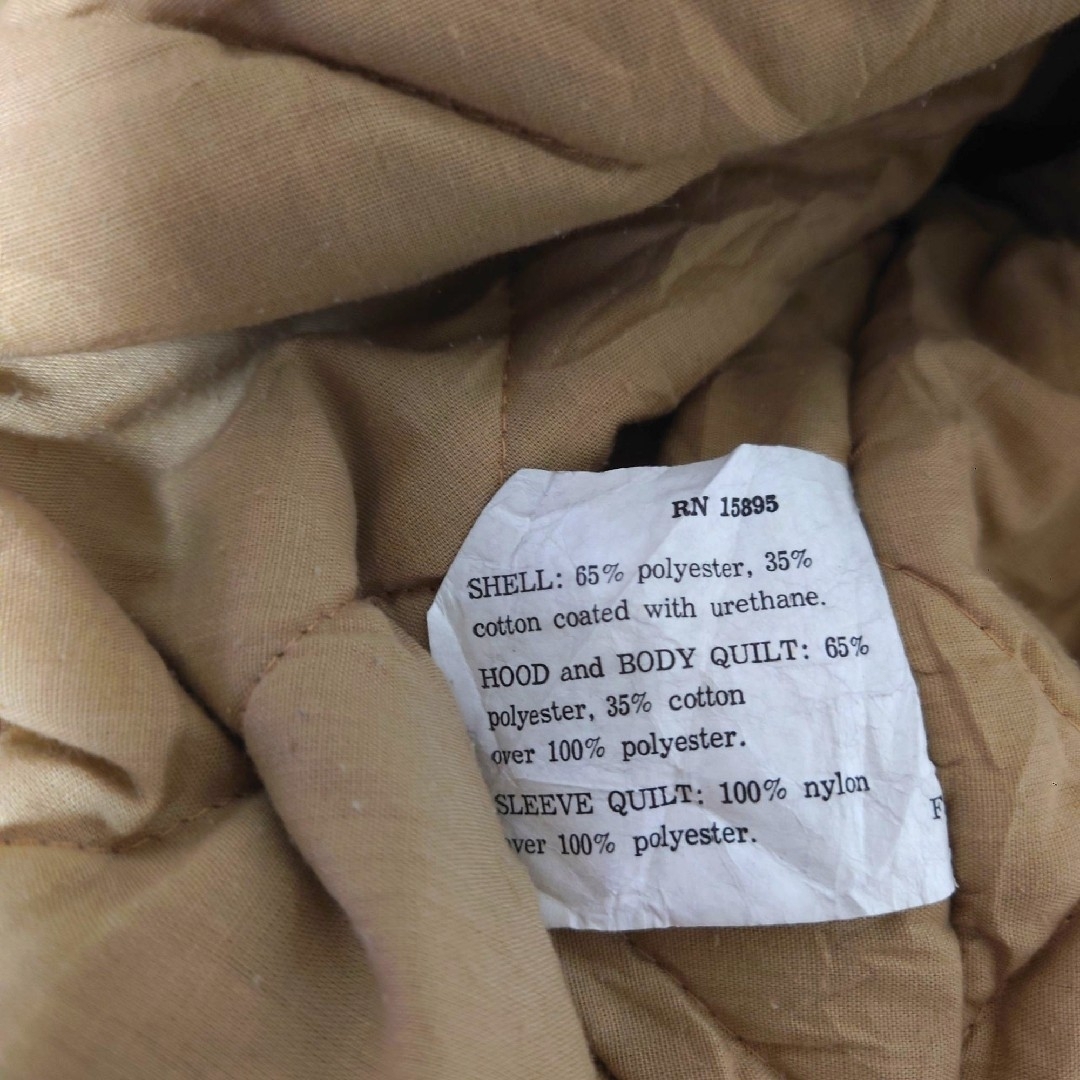 RN 15895
SHELL: 65% polyester, 35%
cotton coated with urethane.
HOOD and BODY QUILT: 65%
polyester, 35% cotton
over 100% polyester.
SLEEVE QUILT: 100% nylon
over 100% polyester.
F